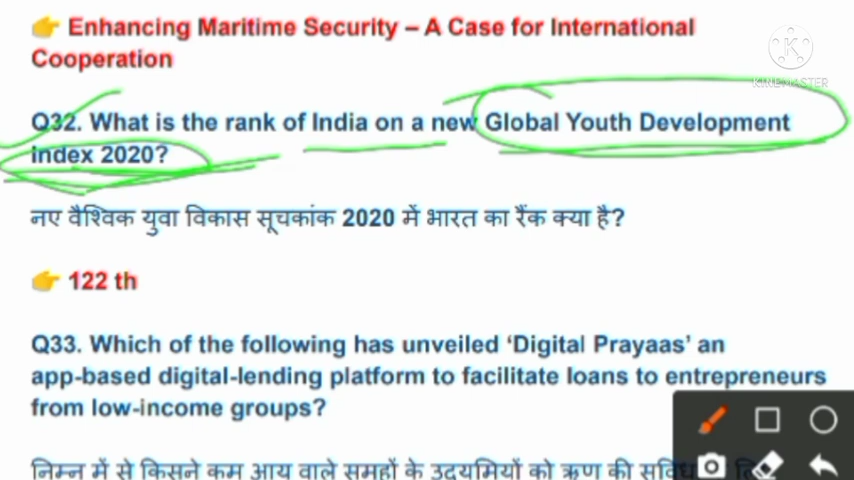 👉 Enhancing Maritime Security – A Case for International
Cooperation
KINEMASTER
Q32. What is the rank of India on a new Global Youth Development
Index 2020?
नए वैश्विक युवा विकास सूचकांक 2020 में भारत का रैंक क्या है?
👉 122 th
Q33. Which of the following has unveiled ‘Digital Prayaas’ an
app-based digital-lending platform to facilitate loans to entrepreneurs
from low-income groups?
निम्न में से किसने कम आय वाले समूहों के उद्यमियों को ऋण की